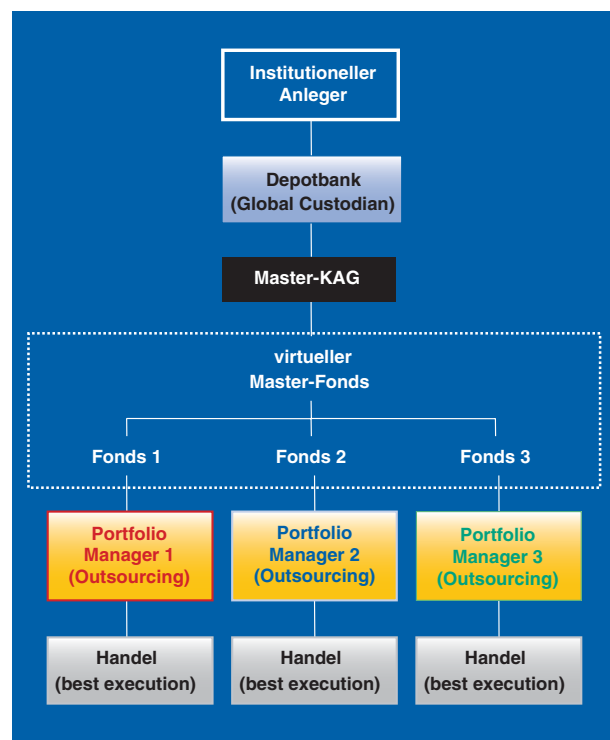 Institutioneller
Anleger
Depotbank
(Global Custodian)
Master-KAG
virtueller
Master-Fonds
Fonds 1
Fonds 2
Fonds 3
Portfolio
Manager 1
(Outsourcing)
Portfolio
Manager 2
(Outsourcing)
Portfolio
Manager 3
(Outsourcing)
Handel
(best execution)
Handel
(best execution)
Handel
(best execution)